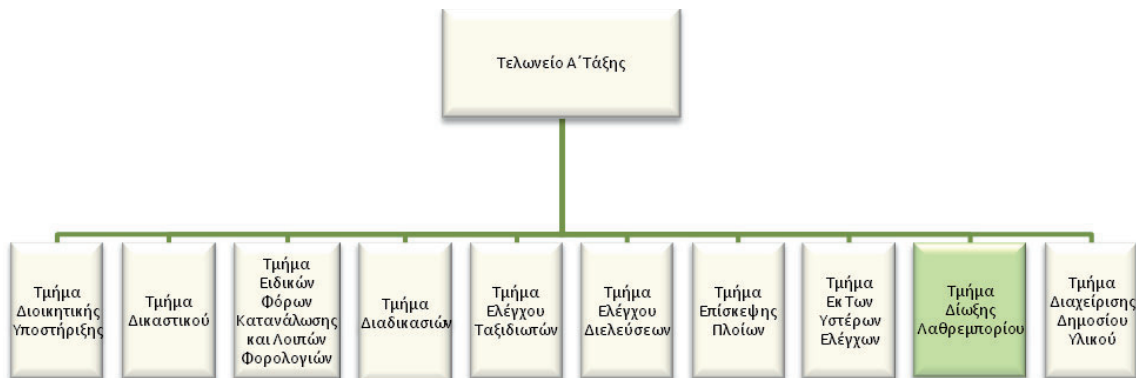 Τελωνείο Α΄Τάξης
Τμήμα
Διοικητικής
Υποστήριξης
Τμήμα
Δικαστικού
Τμήμα
Ειδικών
Φόρων
Κατανάλωσης
και Λοιπών
Φορολογιών
Τμήμα
Διαδικασιών
Τμήμα
Ελέγχου
Ταξιδιωτών
Τμήμα
Ελέγχου
Διελεύσεων
Τμήμα
Επίσκεψης
Πλοίων
Τμήμα
Εκ Των
Υστέρων
Ελέγχων
Τμήμα
Δίωξης
Λαθρεμπορίου
Τμήμα
Διαχείρισης
Δημοσίου
Υλικού